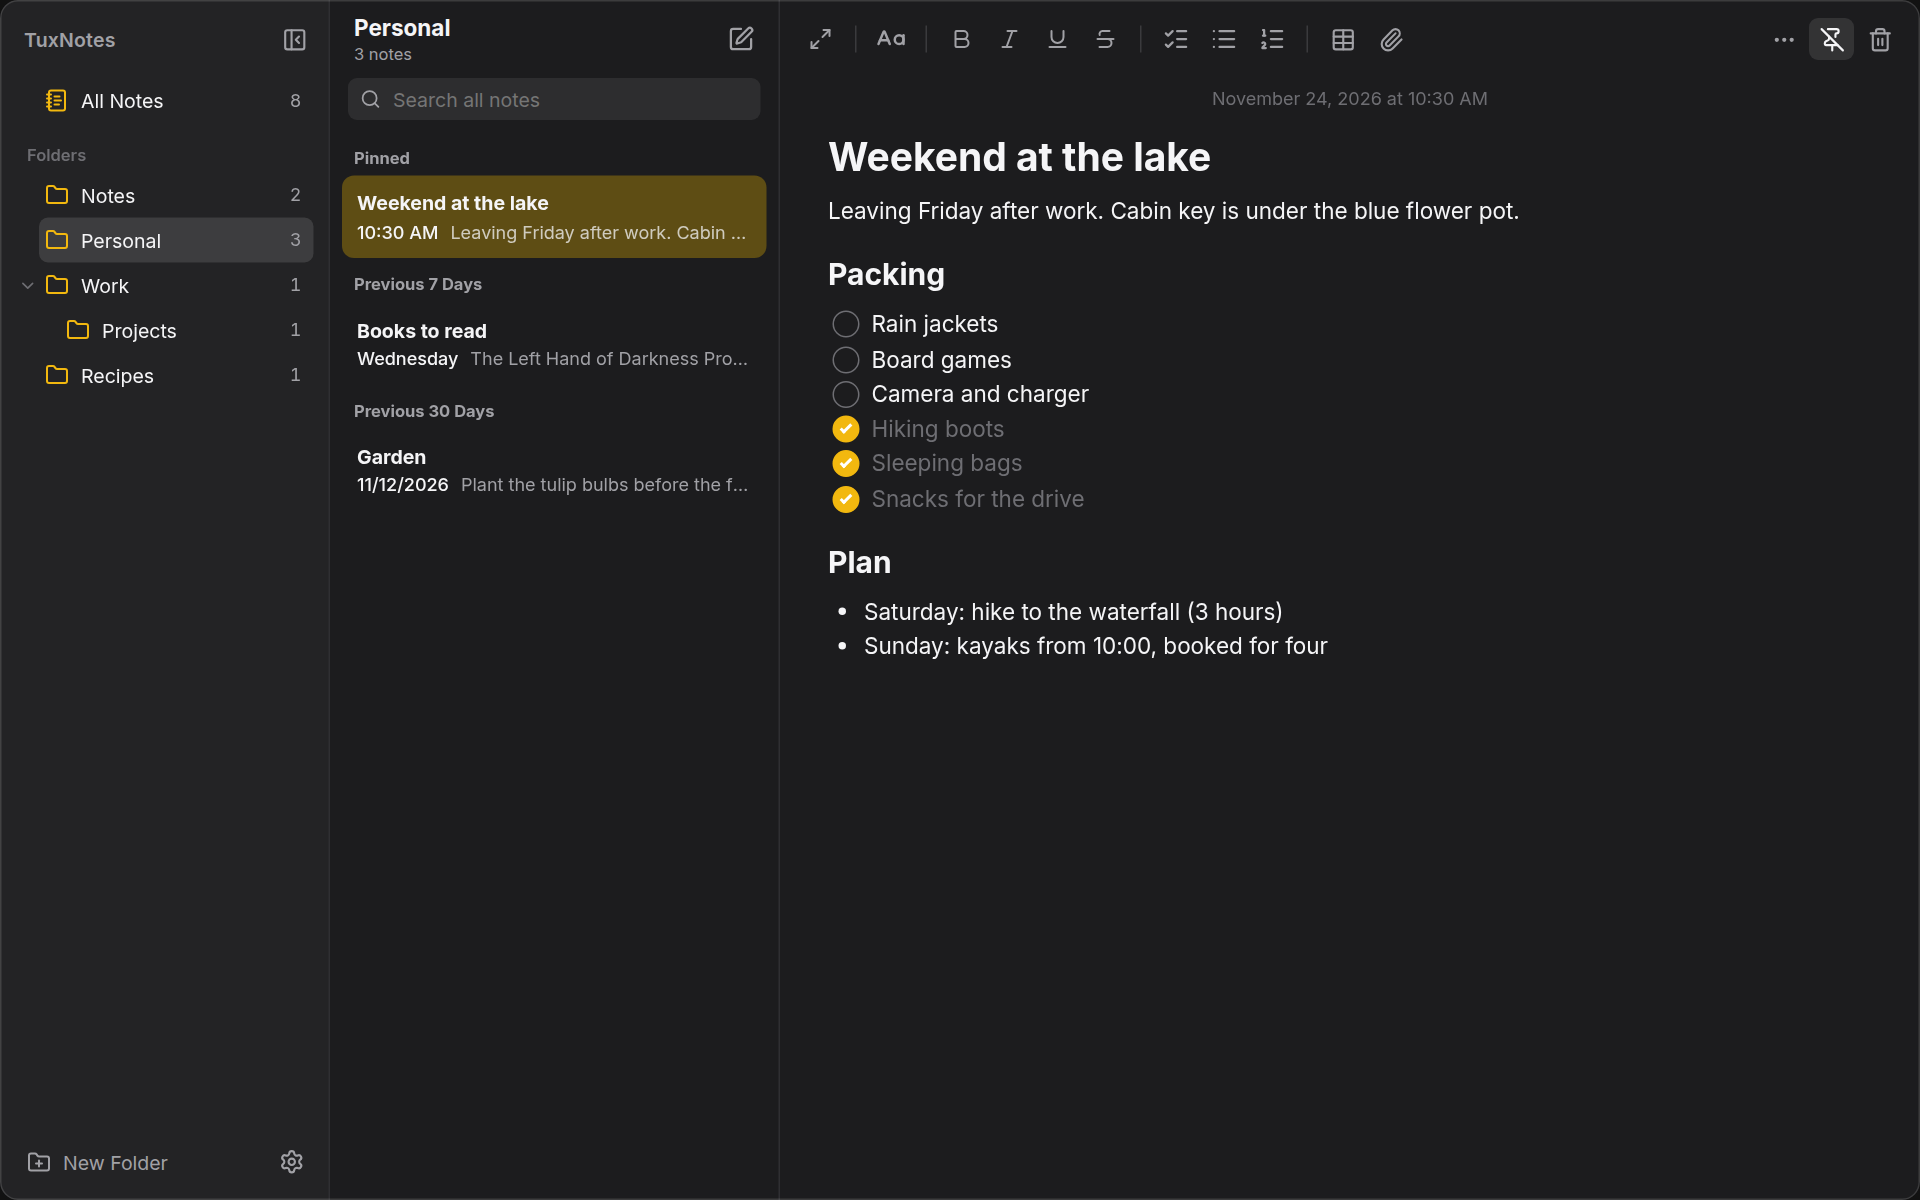 TuxNotes
All Notes 8
Folders
Notes 2
Personal 3
Work 1
Projects 1
Recipes 1
New Folder
Personal
3 notes
Search all notes
Pinned
Weekend at the lake
10:30 AM Leaving Friday after work. Cabin ...
Previous 7 Days
Books to read
Wednesday The Left Hand of Darkness Pro...
Previous 30 Days
Garden
11/12/2026 Plant the tulip bulbs before the f...
Aa B I U S
November 24, 2026 at 10:30 AM
Weekend at the lake
Leaving Friday after work. Cabin key is under the blue flower pot.
Packing
Rain jackets
Board games
Camera and charger
Hiking boots
Sleeping bags
Snacks for the drive
Plan
• Saturday: hike to the waterfall (3 hours)
• Sunday: kayaks from 10:00, booked for four